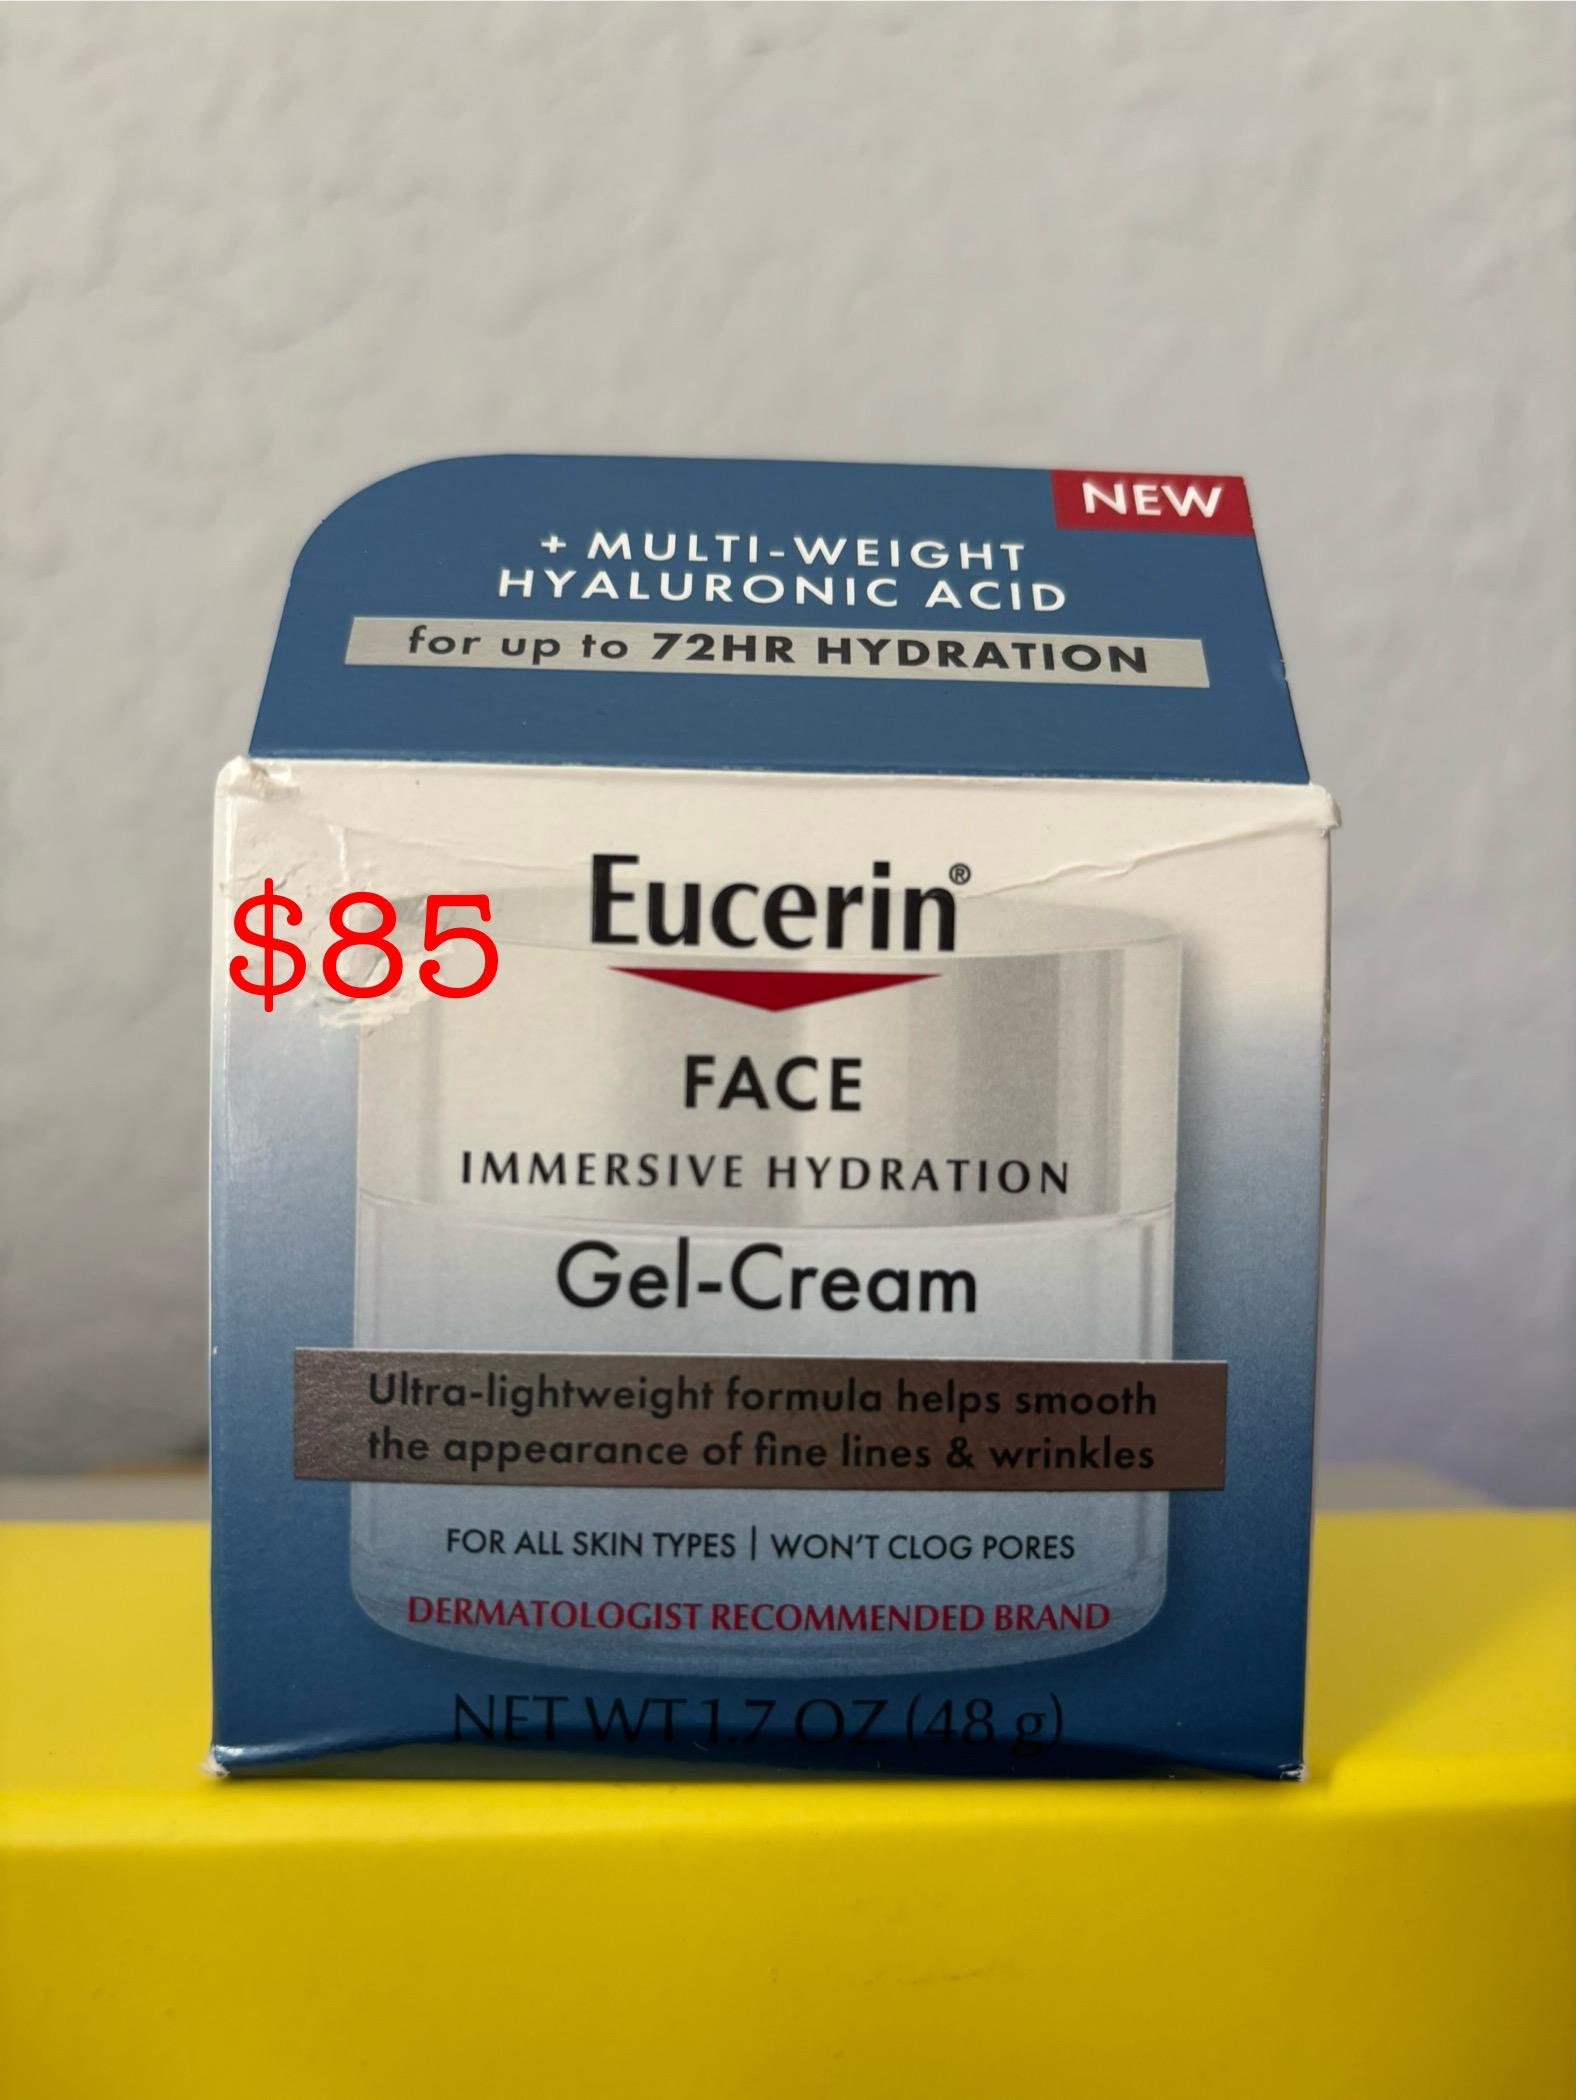 NEW
+ MULTI-WEIGHT
HYALURONIC ACID
for up to 72HR HYDRATION
Eucerin®
$85
FACE
IMMERSIVE HYDRATION
Gel-Cream
Ultra-lightweight formula helps smooth
the appearance of fine lines & wrinkles
FOR ALL SKIN TYPES | WON'T CLOG PORES
DERMATOLOGIST RECOMMENDED BRAND
NET WT 1.7 OZ (48 g)